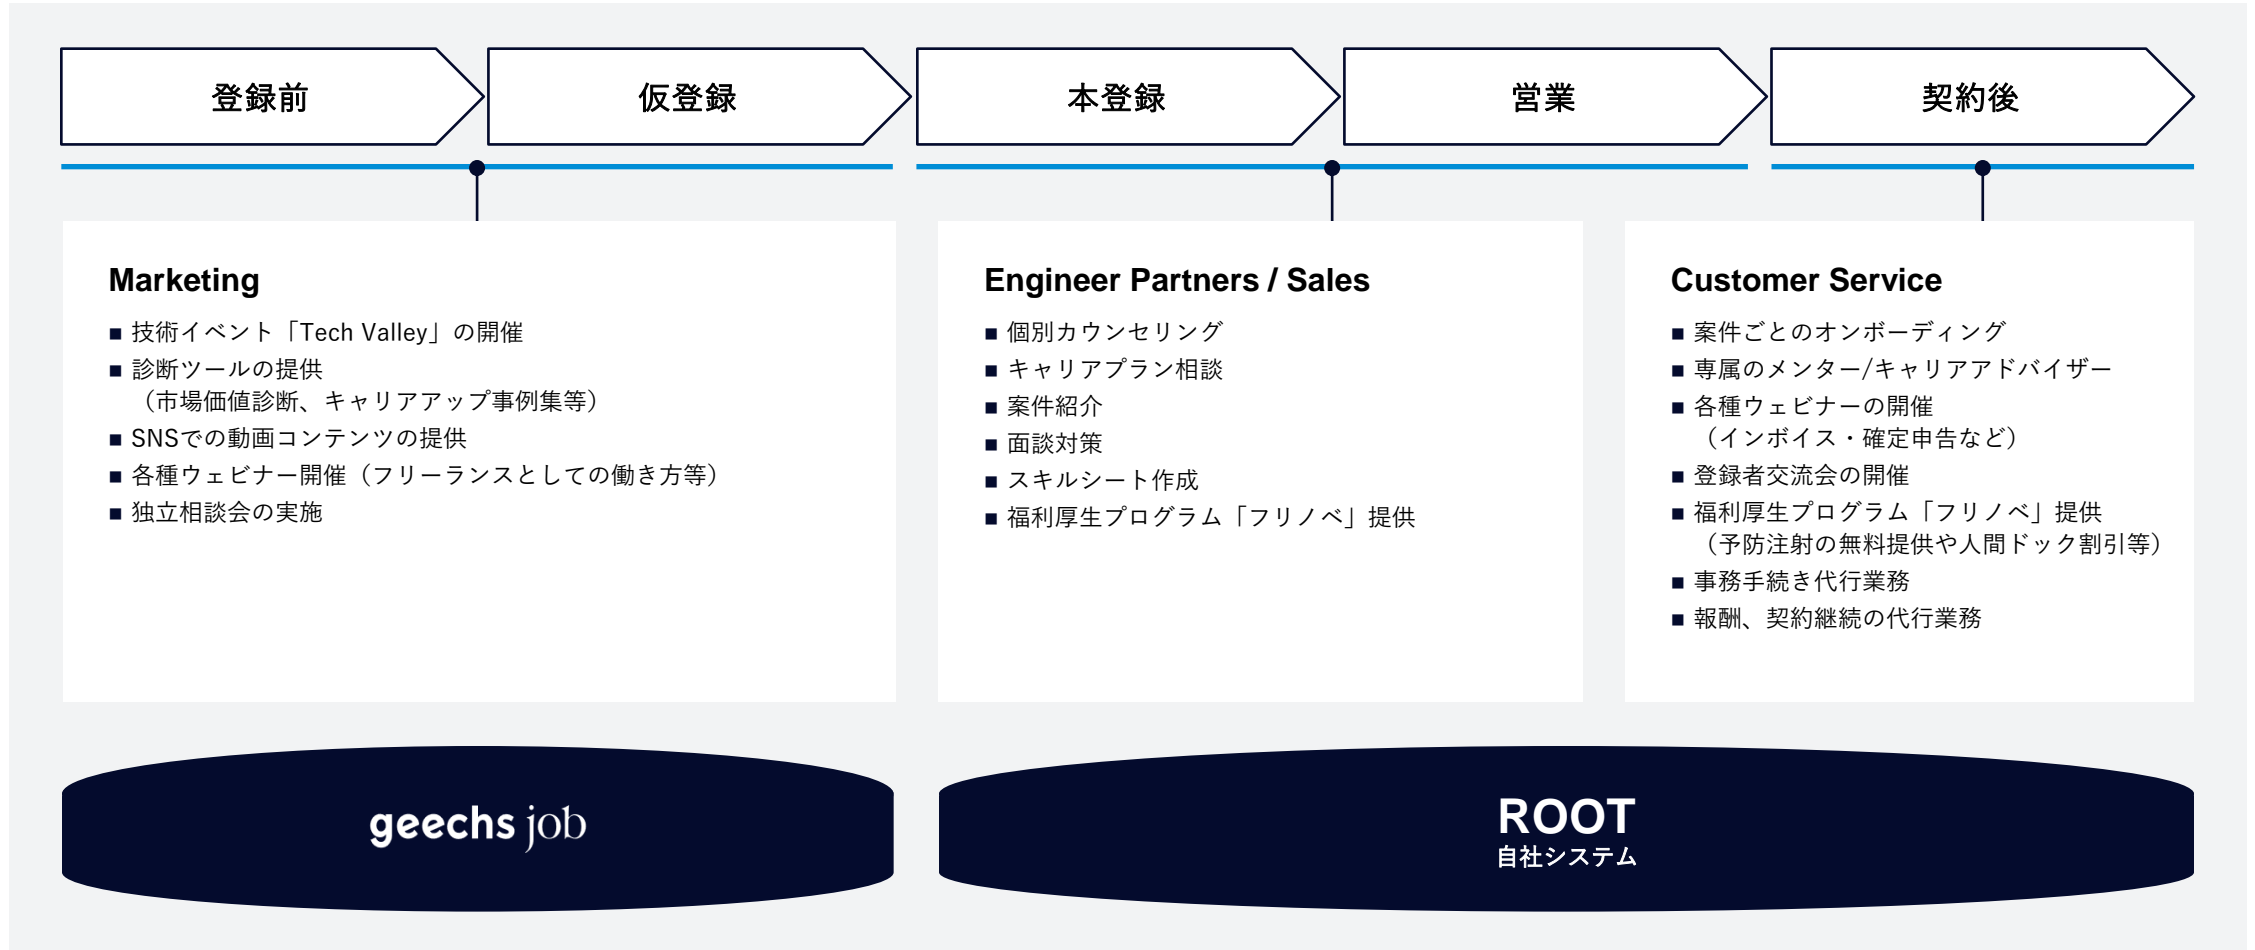 登録前
仮登録
本登録
営業
契約後
Marketing
■ 技術イベント「Tech Valley」の開催
■ 診断ツールの提供
（市場価値診断、キャリアアップ事例集等）
■ SNSでの動画コンテンツの提供
■ 各種ウェビナー開催（フリーランスとしての働き方等）
■ 独立相談会の実施
Engineer Partners / Sales
■ 個別カウンセリング
■ キャリアプラン相談
■ 案件紹介
■ 面談対策
■ スキルシート作成
■ 福利厚生プログラム「フリノベ」提供
Customer Service
■ 案件ごとのオンボーディング
■ 専属のメンター/キャリアアドバイザー
■ 各種ウェビナーの開催
（インボイス・確定申告など）
■ 登録者交流会の開催
■ 福利厚生プログラム「フリノベ」提供
（予防注射の無料提供や人間ドック割引等）
■ 事務手続き代行業務
■ 報酬、契約継続の代行業務
geechs job
ROOT
自社システム